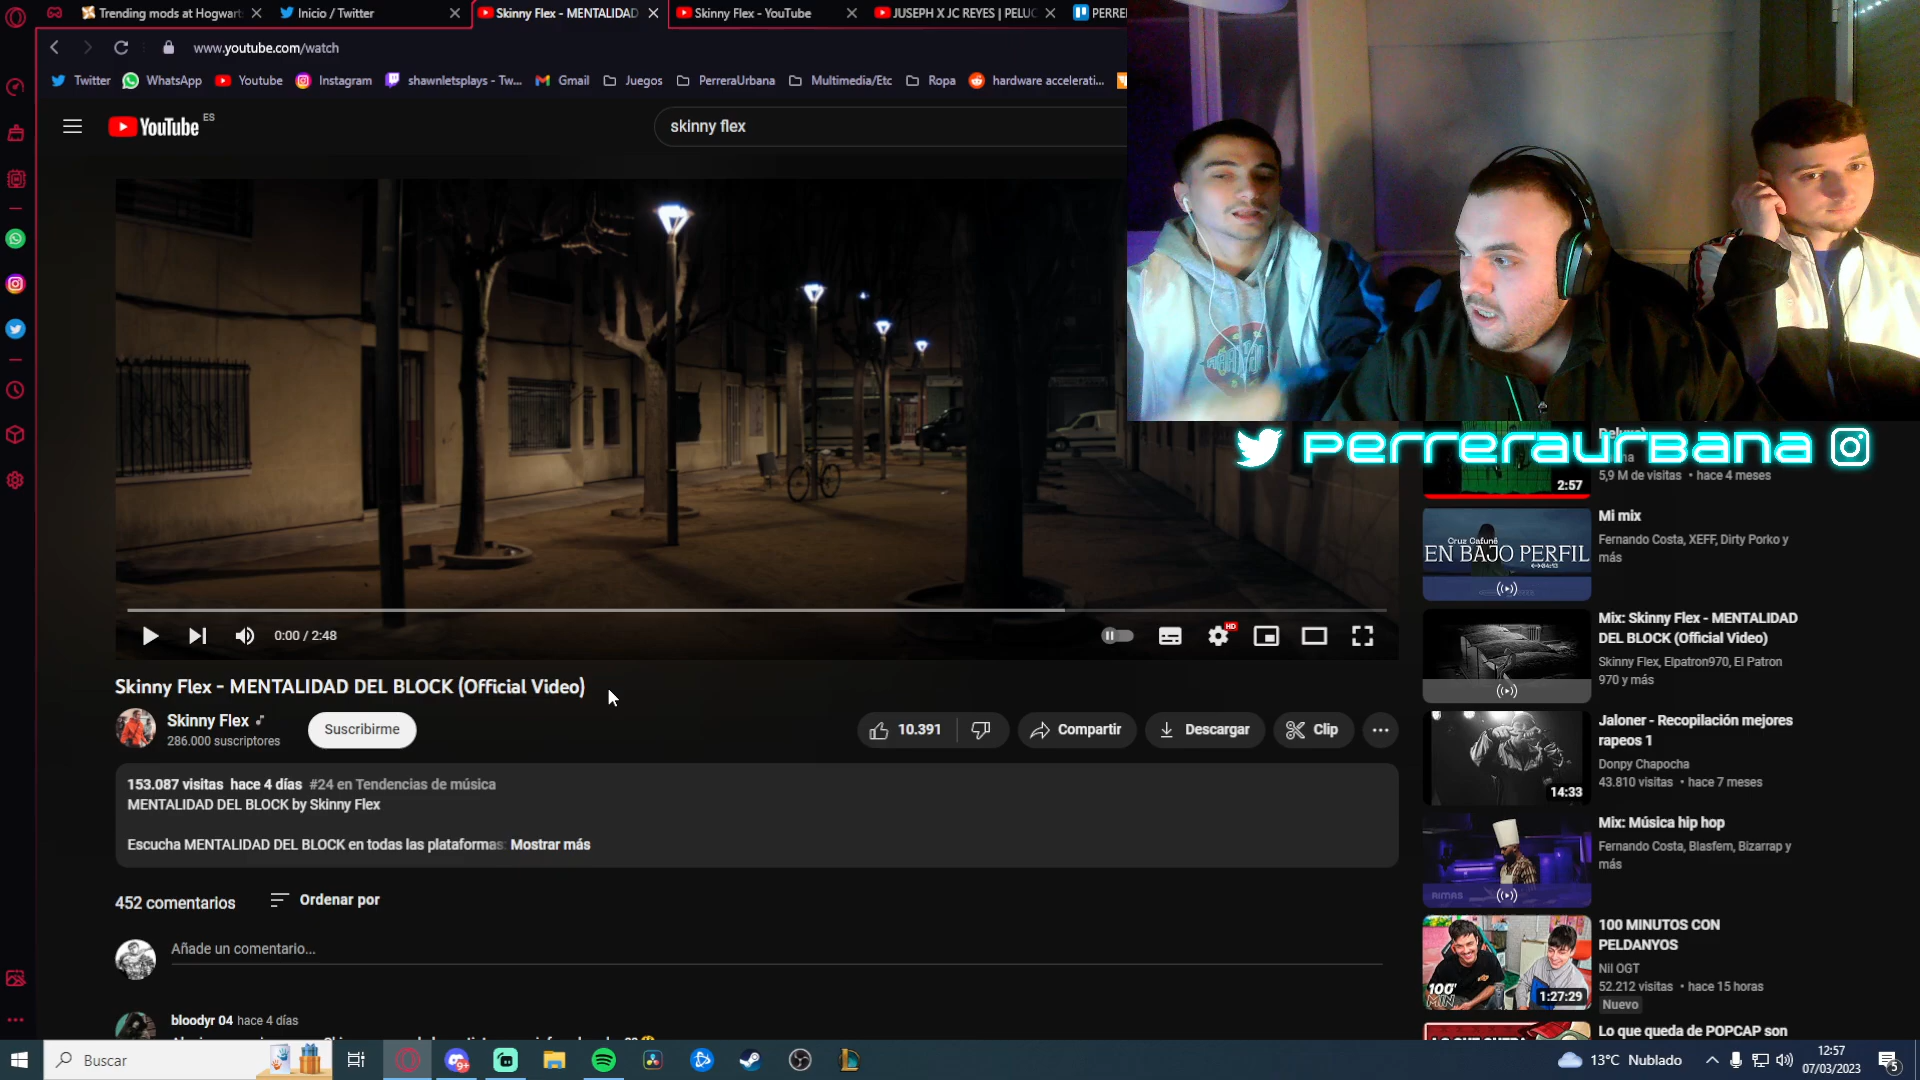 Trending mods at Hogwart
Inicio / Twitter
Skinny Flex - MENTALIDAD
Skinny Flex - YouTube
JUSEPH X JC REYES | PELUC
PERRE
www.youtube.com/watch
Twitter
WhatsApp
Youtube
Instagram
shawnletsplays - Tw...
Gmail
Juegos
PerreraUrbana
Multimedia/Etc
Ropa
hardware accelerati...
YouTube ES
skinny flex
perreraurbana
5,9 M de visitas • hace 4 meses
2:57
Cruz Cafuné
EN BAJO PERFIL
Mi mix
Fernando Costa, XEFF, Dirty Porko y
más
0:00 / 2:48
HD
Mix: Skinny Flex - MENTALIDAD
DEL BLOCK (Official Video)
Skinny Flex, Elpatron970, El Patron
970 y más
Skinny Flex - MENTALIDAD DEL BLOCK (Official Video)
Skinny Flex
286.000 suscriptores
Suscribirme
10.391
Compartir
Descargar
Clip
Jaloner - Recopilación mejores
rapeos 1
Donpy Chapocha
43.810 visitas • hace 7 meses
14:33
153.087 visitas hace 4 días #24 en Tendencias de música
MENTALIDAD DEL BLOCK by Skinny Flex
Escucha MENTALIDAD DEL BLOCK en todas las plataformas: Mostrar más
Mix: Música hip hop
Fernando Costa, Blasfem, Bizarrap y
más
RIMAS
452 comentarios
Ordenar por
Añade un comentario...
100 MINUTOS CON
PELDANYOS
Nil OGT
52.212 visitas • hace 15 horas
Nuevo
100"
MIN
1:27:29
bloodyr 04 hace 4 días
Lo que queda de POPCAP son
Buscar
9+
13°C Nublado
12:57
07/03/2023
5